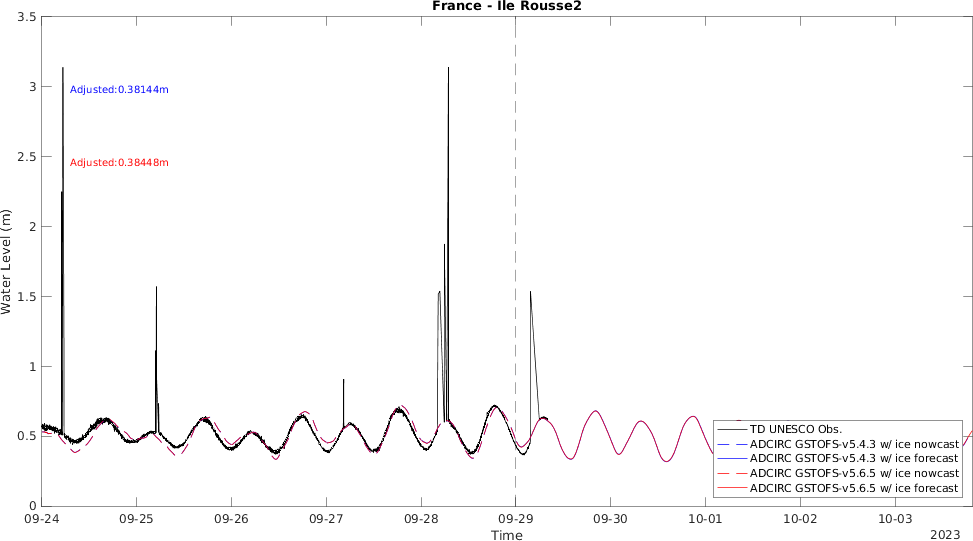 France - Ile Rousse2
3.5
3
2.5
2
1.5
1
0.5
0
Water Level (m)
Adjusted:0.38144m
Adjusted:0.38448m
TD UNESCO Obs.
ADCIRC GSTOFS-v5.4.3 w/ ice nowcast
ADCIRC GSTOFS-v5.4.3 w/ ice forecast
ADCIRC GSTOFS-v5.6.5 w/ ice nowcast
ADCIRC GSTOFS-v5.6.5 w/ ice forecast
09-24 09-25 09-26 09-27 09-28 09-29 09-30 10-01 10-02 10-03
Time
2023